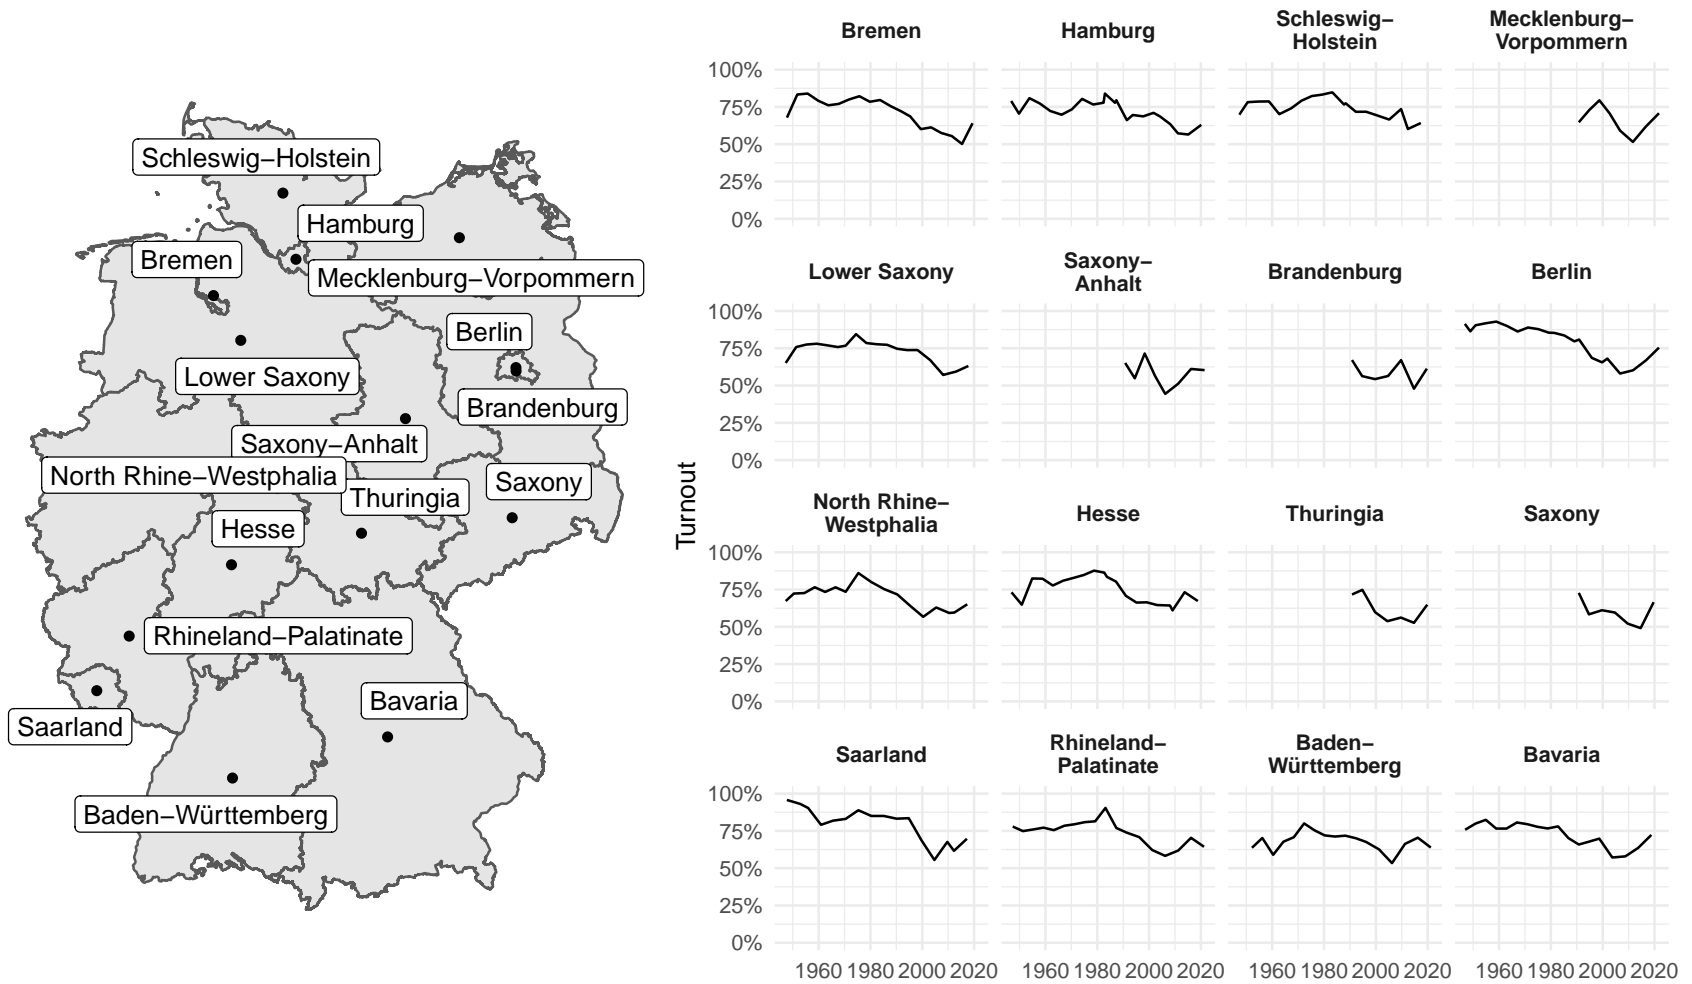 Schleswig–Holstein
Hamburg
Bremen
Mecklenburg–Vorpommern
Berlin
Lower Saxony
Brandenburg
Saxony–Anhalt
North Rhine–Westphalia
Saxony
Thuringia
Hesse
Rhineland–Palatinate
Bavaria
Saarland
Baden–Württemberg
Turnout
Bremen
Hamburg
Schleswig–
Holstein
Mecklenburg–
Vorpommern
100%
75%
50%
25%
0%
Lower Saxony
Saxony–
Anhalt
Brandenburg
Berlin
100%
75%
50%
25%
0%
North Rhine–
Westphalia
Hesse
Thuringia
Saxony
100%
75%
50%
25%
0%
Saarland
Rhineland–
Palatinate
Baden–
Württemberg
Bavaria
100%
75%
50%
25%
0%
1960 1980 2000 2020
1960 1980 2000 2020
1960 1980 2000 2020
1960 1980 2000 2020